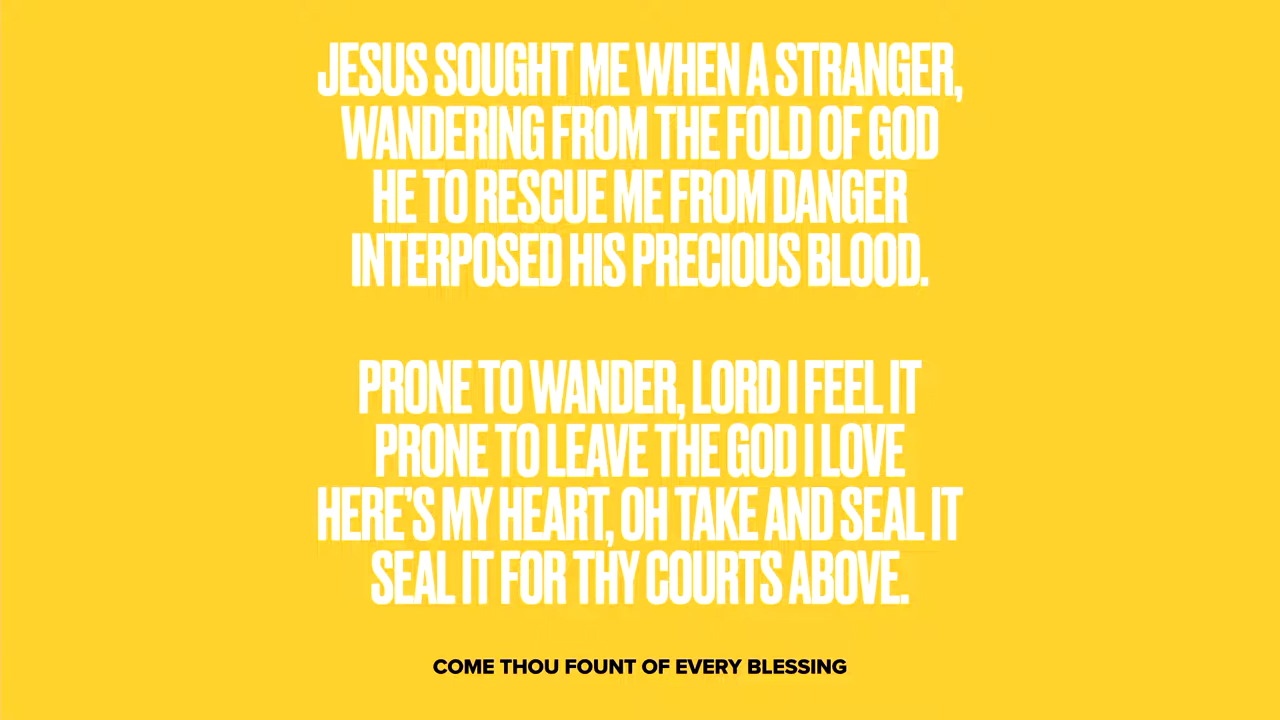 JESUS SOUGHT ME WHEN A STRANGER,
WANDERING FROM THE FOLD OF GOD
HE TO RESCUE ME FROM DANGER
INTERPOSED HIS PRECIOUS BLOOD.
PRONE TO WANDER, LORD I FEEL IT
PRONE TO LEAVE THE GOD I LOVE
HERE’S MY HEART, OH TAKE AND SEAL IT
SEAL IT FOR THY COURTS ABOVE.
COME THOU FOUNT OF EVERY BLESSING